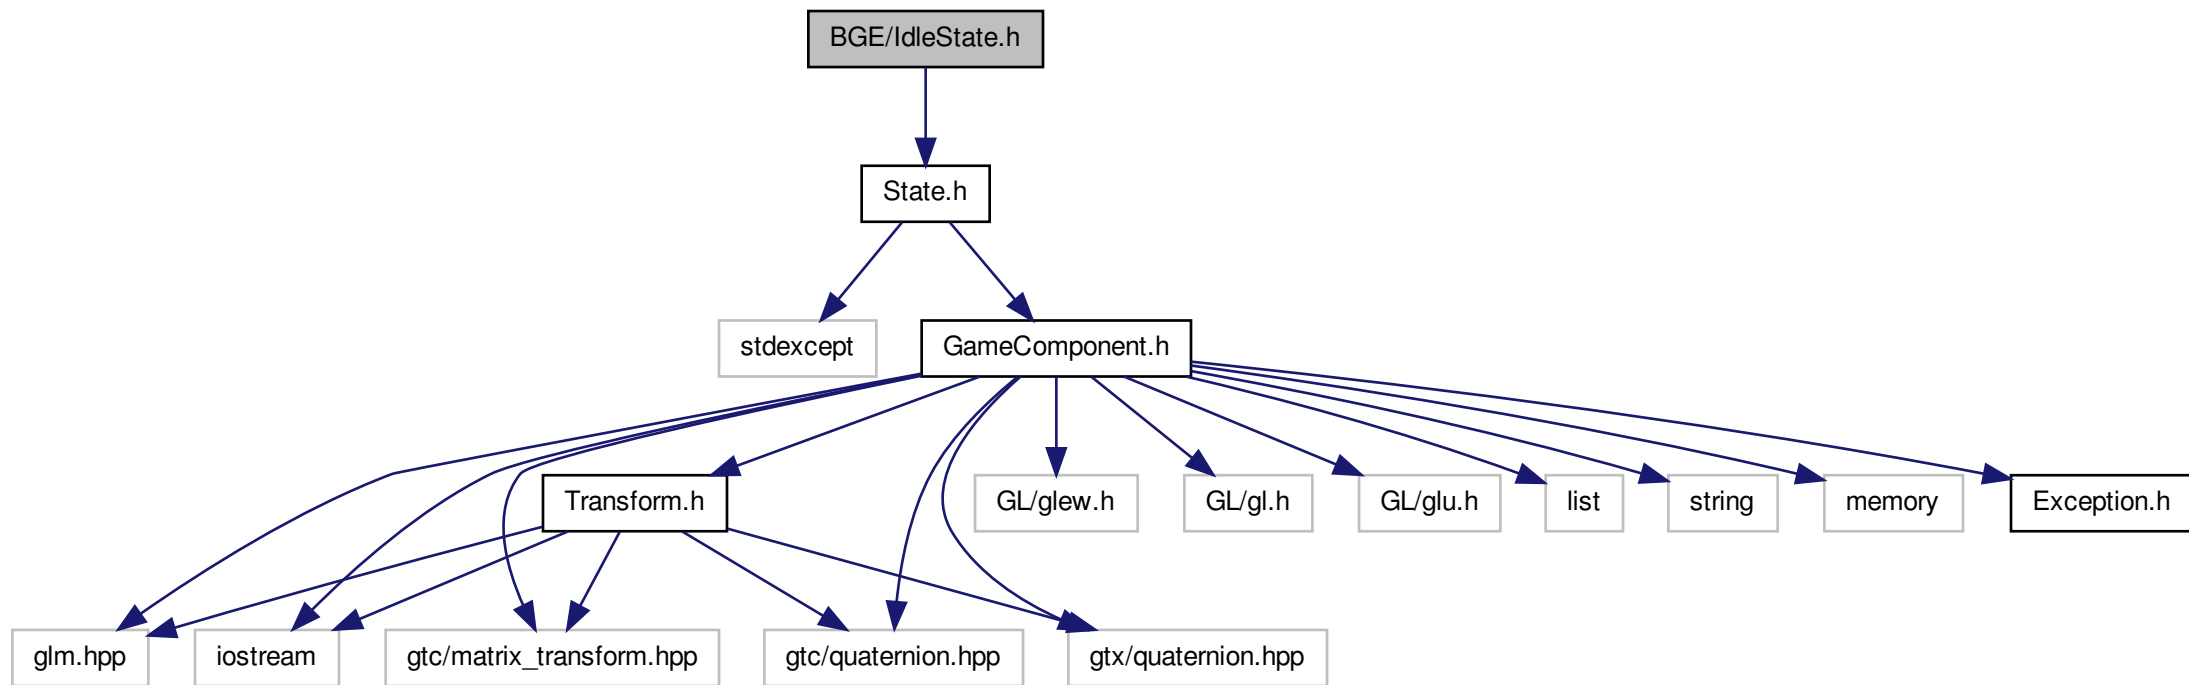 BGE/IdleState.h
State.h
stdexcept
GameComponent.h
Transform.h
GL/glew.h
GL/gl.h
GL/glu.h
list
string
memory
Exception.h
glm.hpp
iostream
gtc/matrix_transform.hpp
gtc/quaternion.hpp
gtx/quaternion.hpp